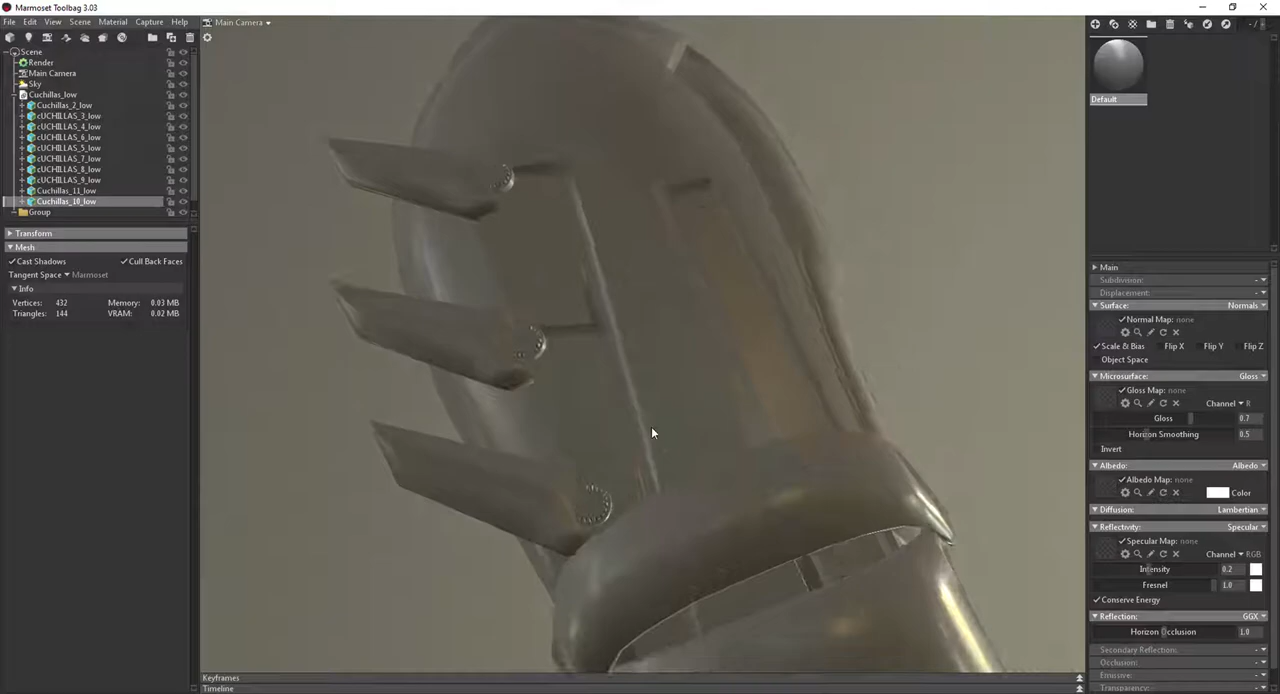 Marmoset Toolbag 3.03
File Edit View Scene Material Capture Help
Main Camera
Scene
Render
Main Camera
Sky
Cuchillas_low
Cuchillas_2_low
cUCHILLAS_3_low
cUCHILLAS_4_low
cUCHILLAS_6_low
cUCHILLAS_5_low
cUCHILLAS_7_low
cUCHILLAS_8_low
cUCHILLAS_9_low
Cuchillas_11_low
Cuchillas_10_low
Group
Transform
Mesh
Cast Shadows Cull Back Faces
Tangent Space Marmoset
Info
Vertices: 432 Memory: 0.03 MB
Triangles: 144 VRAM: 0.02 MB
Keyframes
Timeline
Default
Main
Subdivision:
Displacement:
Surface: Normals
Normal Map: none
Scale & Bias Flip X Flip Y Flip Z
Object Space
Microsurface: Gloss
Gloss Map: none
Channel R
Gloss 0.7
Horizon Smoothing 0.5
Invert
Albedo: Albedo
Albedo Map: none
Color
Diffusion: Lambertian
Reflectivity: Specular
Specular Map: none
Channel RGB
Intensity 0.2
Fresnel 1.0
Conserve Energy
Reflection: GGX
Horizon Occlusion 1.0
Secondary Reflection:
Occlusion:
Emissive:
Transparency: